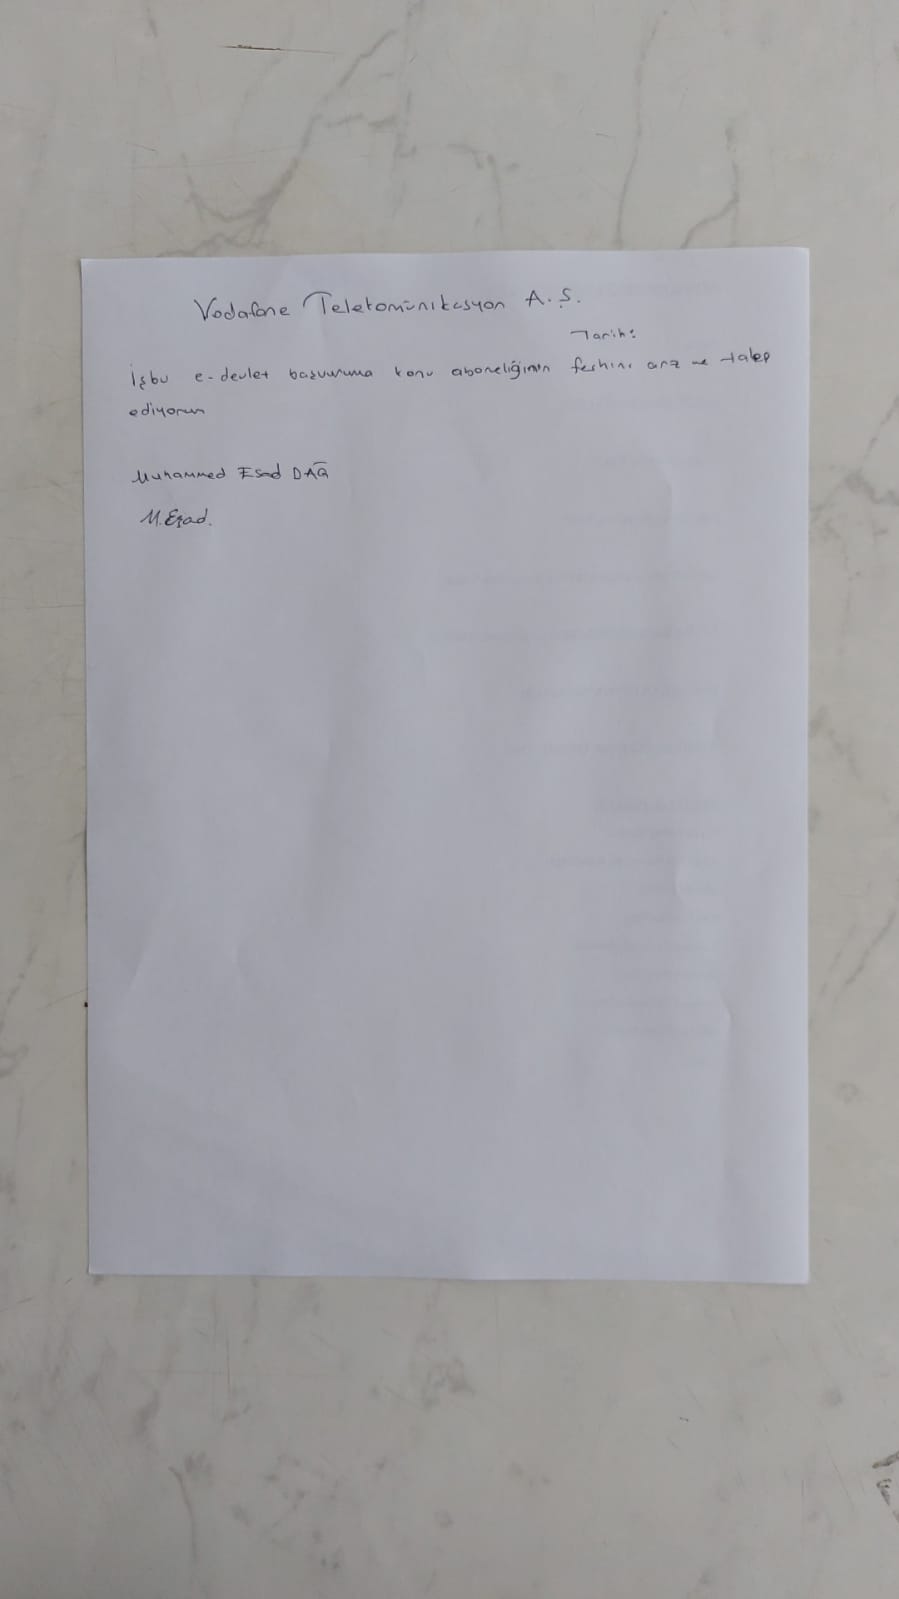 Vodafone Telekomünikasyon A.Ş.
Tarih:
İşbu e-devlet başvuruma konu aboneliğimin feshini arz ve talep
ediyorum
Muhammed Esad DAĞ
M.Esad.